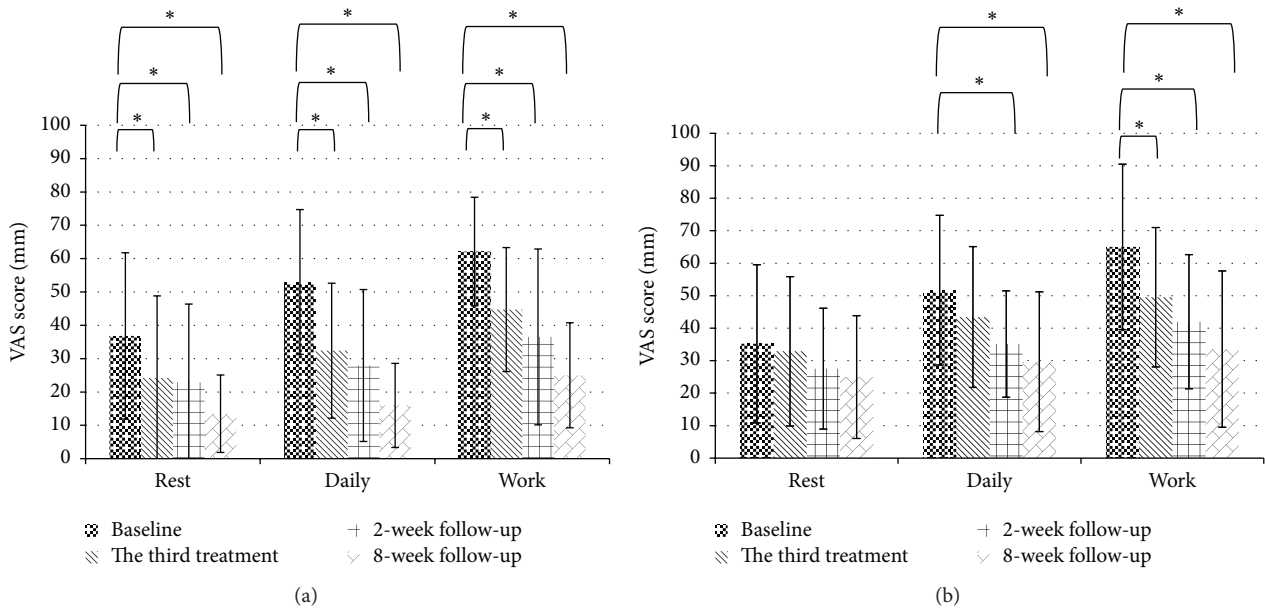 * * *
* * *
* * *
100
90
80
70
60
50
40
30
20
10
0
VAS score (mm)
Rest Daily Work
Baseline 2-week follow-up
The third treatment 8-week follow-up
(a)
* *
* *
*
100
90
80
70
60
50
40
30
20
10
0
VAS score (mm)
Rest Daily Work
Baseline 2-week follow-up
The third treatment 8-week follow-up
(b)